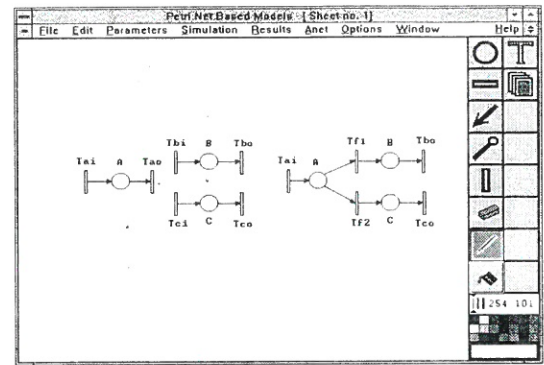 Petri Net Based Models - [ Sheet no. 1]
File Edit Parameters Simulation Results Anet Options Window Help
T
Tbi B Tbo
Tf1 B Tbo
Tai A Tao
Tai A
Tci C Tco
Tf2 C Tco
254 101